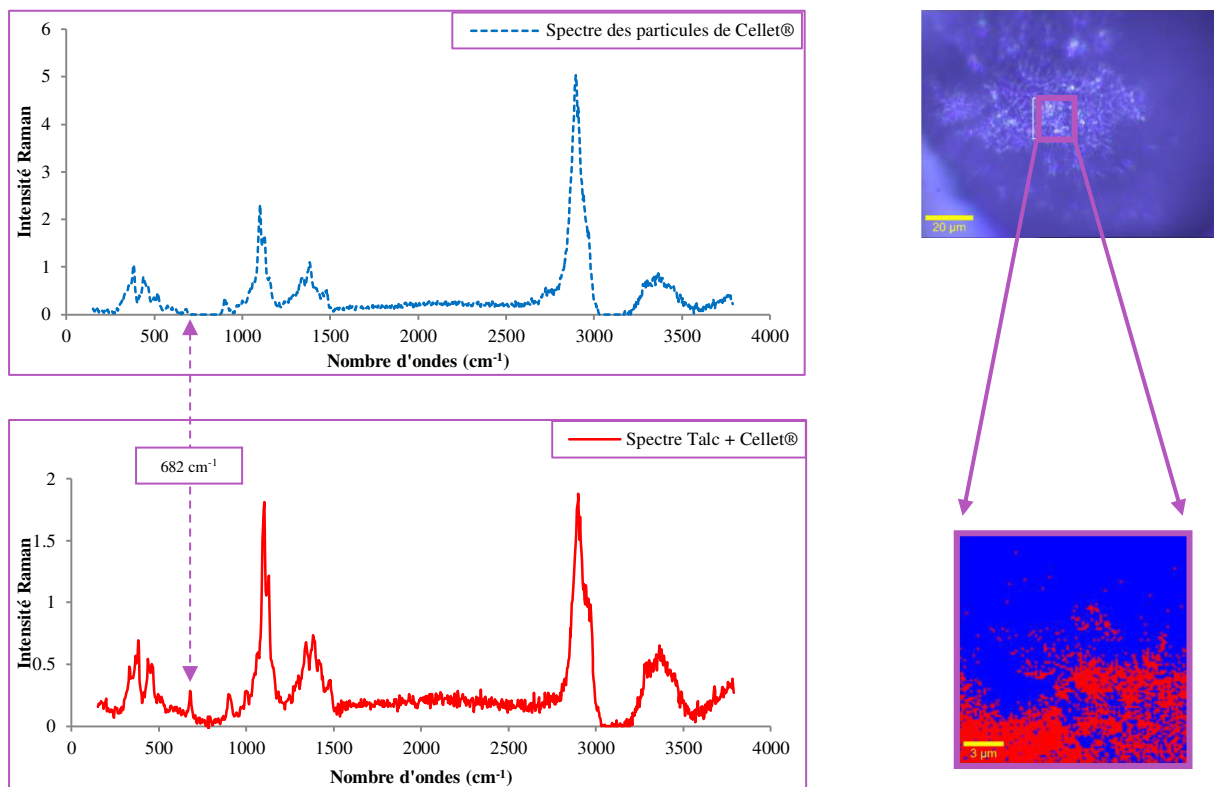 Spectre des particules de Cellet®
Intensité Raman
6
5
4
3
2
1
0
0 500 1000 1500 2000 2500 3000 3500 4000
Nombre d'ondes (cm-1)
20 µm
682 cm-1
Spectre Talc + Cellet®
Intensité Raman
2
1.5
1
0.5
0
0 500 1000 1500 2000 2500 3000 3500 4000
Nombre d'ondes (cm-1)
3 µm